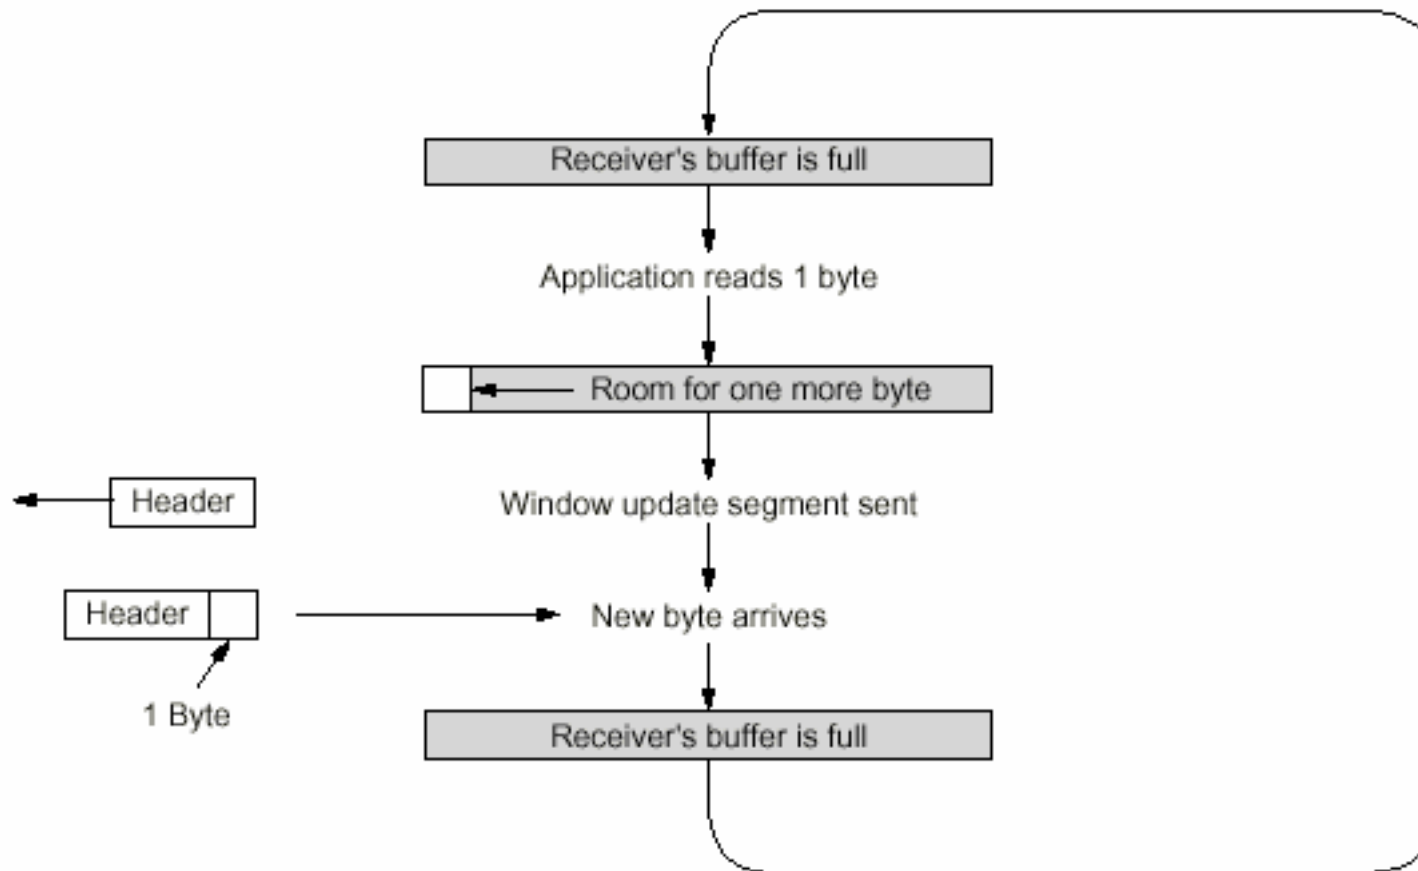 Receiver's buffer is full
Application reads 1 byte
Room for one more byte
Header
Window update segment sent
Header
New byte arrives
1 Byte
Receiver's buffer is full